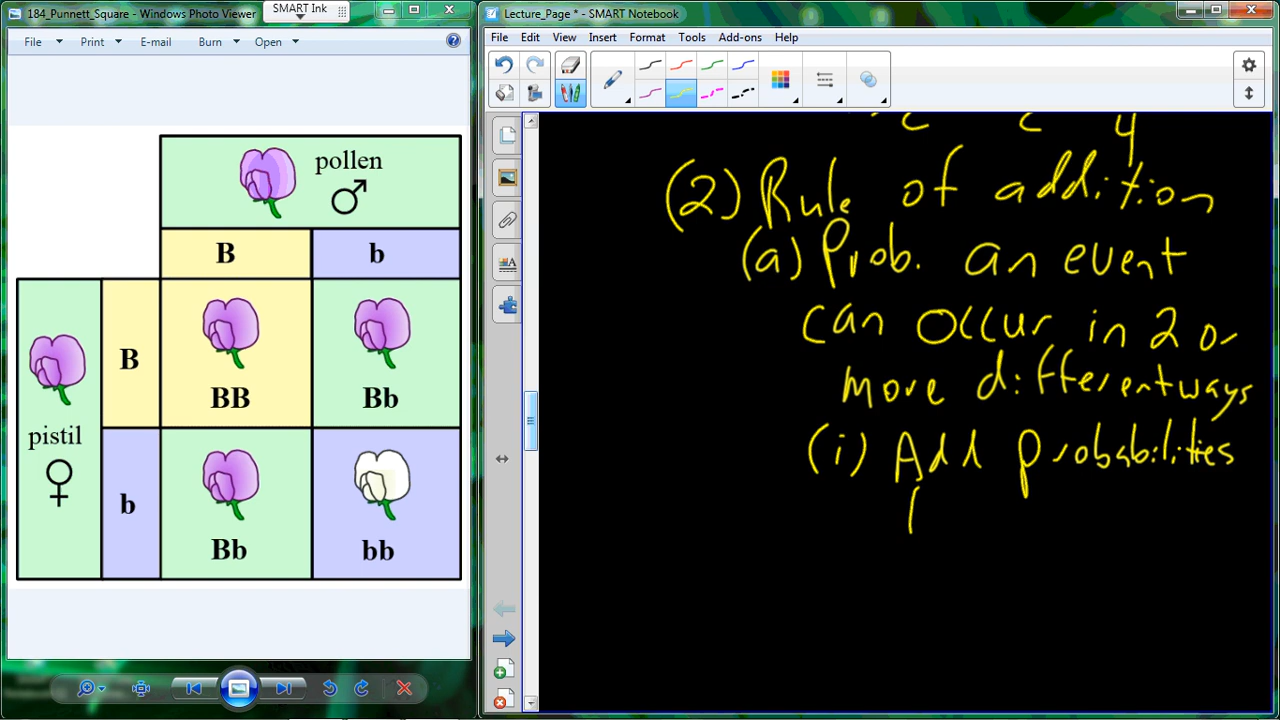 184_Punnett_Square - Windows Photo Viewer
SMART Ink
File Print E-mail Burn Open
pollen
♂
B b
pistil
♀
B
BB Bb
b
Bb bb
Lecture_Page * - SMART Notebook
File Edit View Insert Format Tools Add-ons Help
(2) Rule of addition
(a) Prob. an event
can occur in 2 or
more different ways
(i) Add probabilities